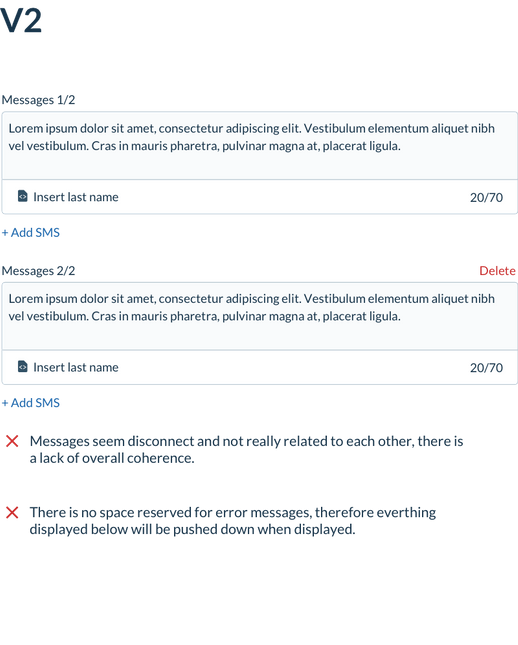 V2
Messages 1/2
Lorem ipsum dolor sit amet, consectetur adipiscing elit. Vestibulum elementum aliquet nibh
vel vestibulum. Cras in mauris pharetra, pulvinar magna at, placerat ligula.
Insert last name 20/70
+ Add SMS
Messages 2/2 Delete
Lorem ipsum dolor sit amet, consectetur adipiscing elit. Vestibulum elementum aliquet nibh
vel vestibulum. Cras in mauris pharetra, pulvinar magna at, placerat ligula.
Insert last name 20/70
+ Add SMS
Messages seem disconnect and not really related to each other, there is
a lack of overall coherence.
There is no space reserved for error messages, therefore everthing
displayed below will be pushed down when displayed.